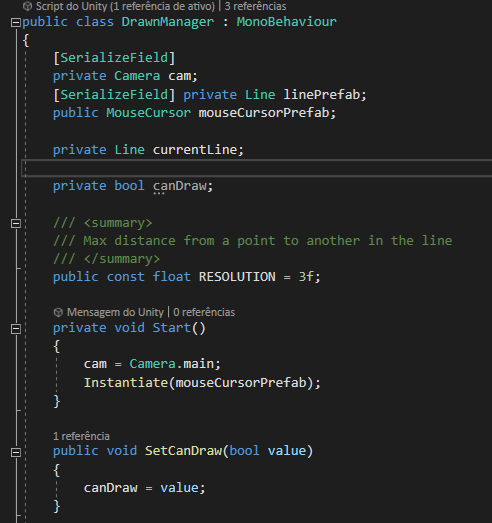 Script do Unity (1 referência de ativo) | 3 referências
public class DrawnManager : MonoBehaviour
{
[SerializeField]
private Camera cam;
[SerializeField] private Line linePrefab;
public MouseCursor mouseCursorPrefab;
private Line currentLine;
private bool canDraw;
/// <summary>
/// Max distance from a point to another in the line
/// </summary>
public const float RESOLUTION = 3f;
Mensagem do Unity | 0 referências
private void Start()
{
cam = Camera.main;
Instantiate(mouseCursorPrefab);
}
1 referência
public void SetCanDraw(bool value)
{
canDraw = value;
}